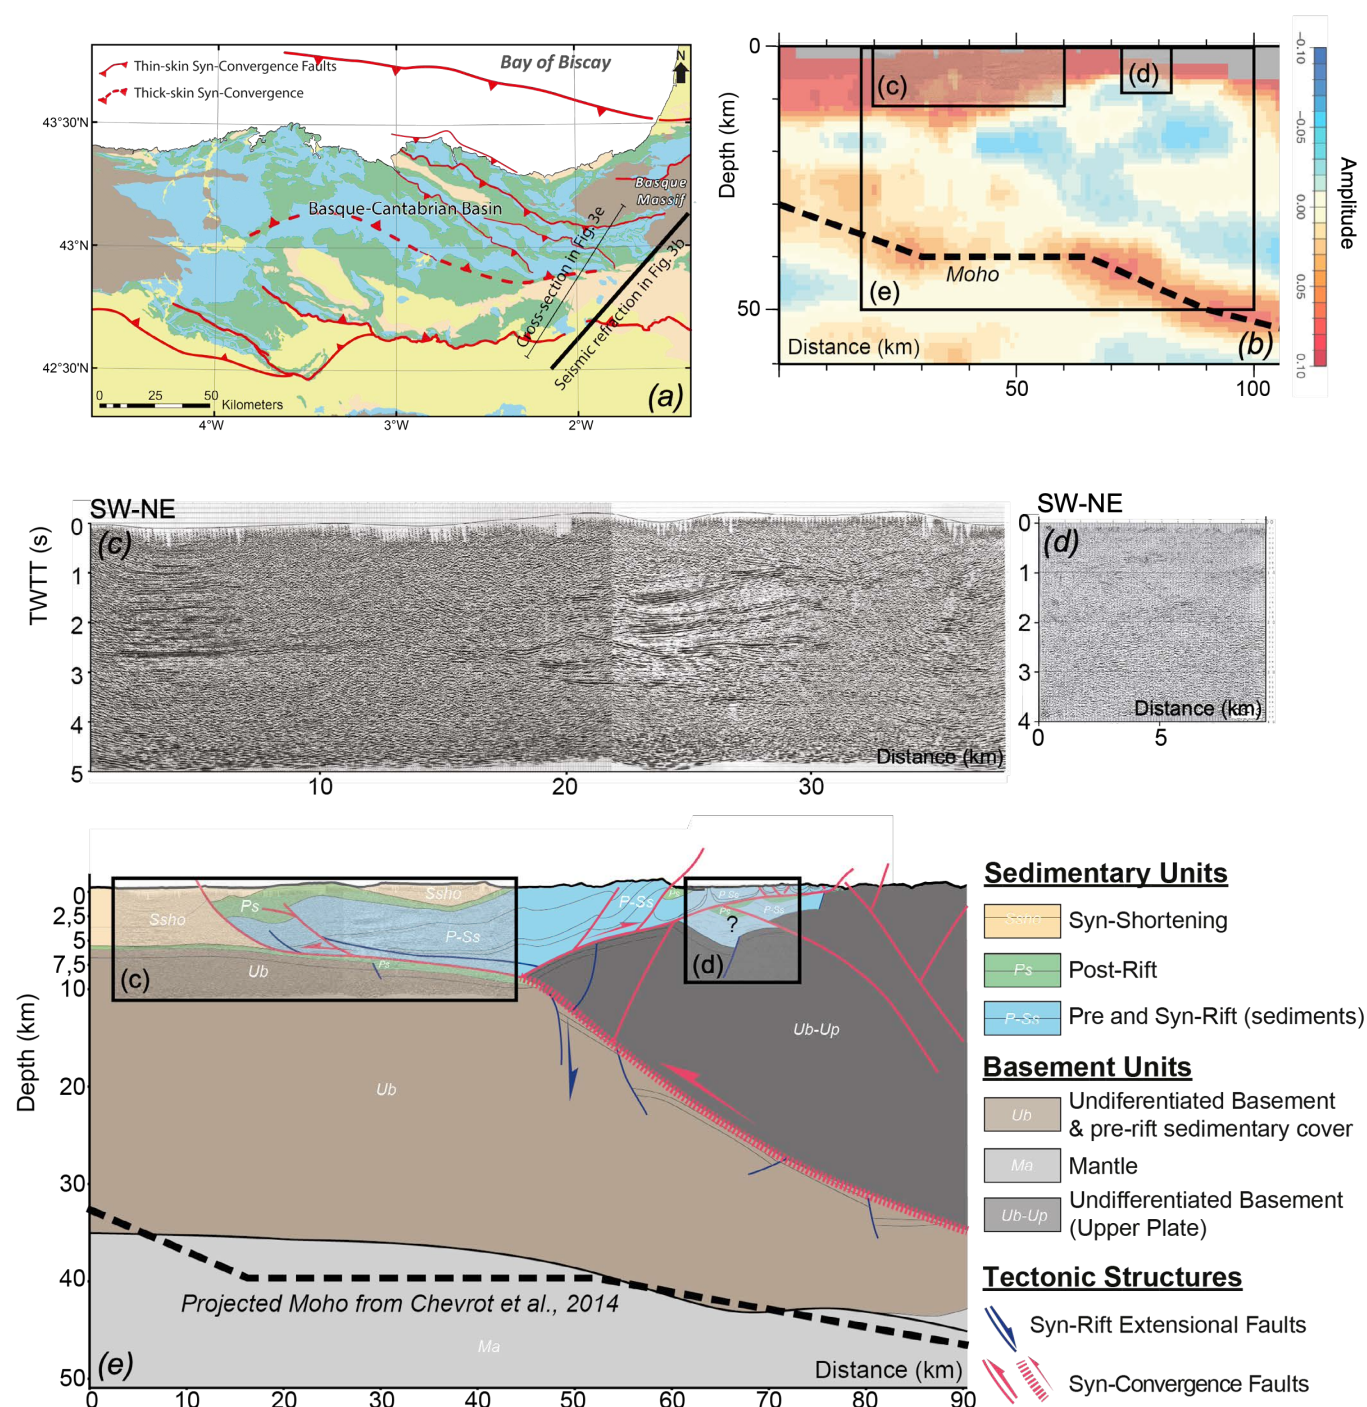 Thin-skin Syn-Convergence Faults
Thick-skin Syn-Convergence
Bay of Biscay
N
43°30'N
43°N
42°30'N
Basque
Massif
Basque-Cantabrian Basin
Cross-section in Fig. 3e
Seismic refraction in Fig. 3b
0 25 50
Kilometers
(a)
4°W 3°W 2°W
0
50
Depth (km)
(c)
(d)
Moho
(e)
(b)
Distance (km)
50 100
-0.10
-0.05
0.00
0.05
0.10
Amplitude
SW-NE
(c)
TWTT (s)
0
1
2
3
4
5
Distance (km)
10 20 30
SW-NE
(d)
0
1
2
3
4
Distance (km)
0 5
0
2,5
5
7,5
10
20
30
40
50
Depth (km)
Ssho
Ps
Ssho
P-Ss
Ub
Ps
(c)
P-Ss
P-Ss
Ps
P-Ss
?
(d)
Ub-Up
Ub
Projected Moho from Chevrot et al., 2014
Ma
(e)
Distance (km)
0 10 20 30 40 50 60 70 80 90
Sedimentary Units
Ssho Syn-Shortening
Ps Post-Rift
P-Ss Pre and Syn-Rift (sediments)
Basement Units
Ub Undiferentiated Basement
& pre-rift sedimentary cover
Ma Mantle
Ub-Up Undifferentiated Basement
(Upper Plate)
Tectonic Structures
Syn-Rift Extensional Faults
Syn-Convergence Faults